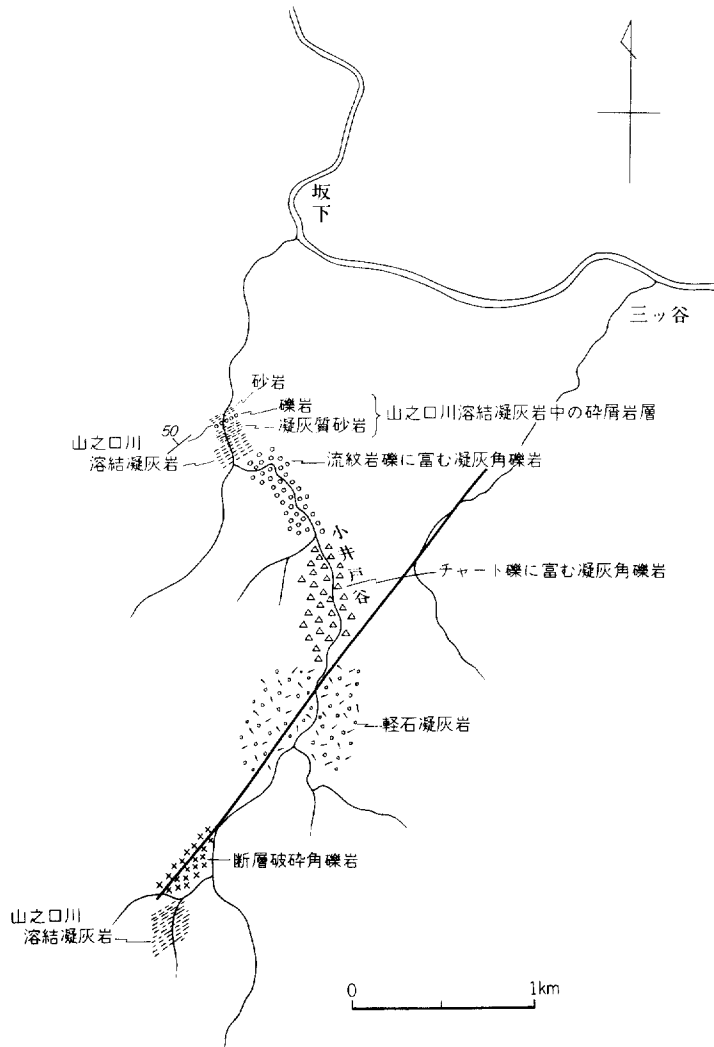 坂下
三ッ谷
砂岩
礫岩
凝灰質砂岩
山之口川溶結凝灰岩中の砕屑岩層
50
山之口川
溶結凝灰岩
流紋岩礫に富む凝灰角礫岩
小井戸谷
チャート礫に富む凝灰角礫岩
軽石凝灰岩
断層破砕角礫岩
山之口川
溶結凝灰岩
0 1km